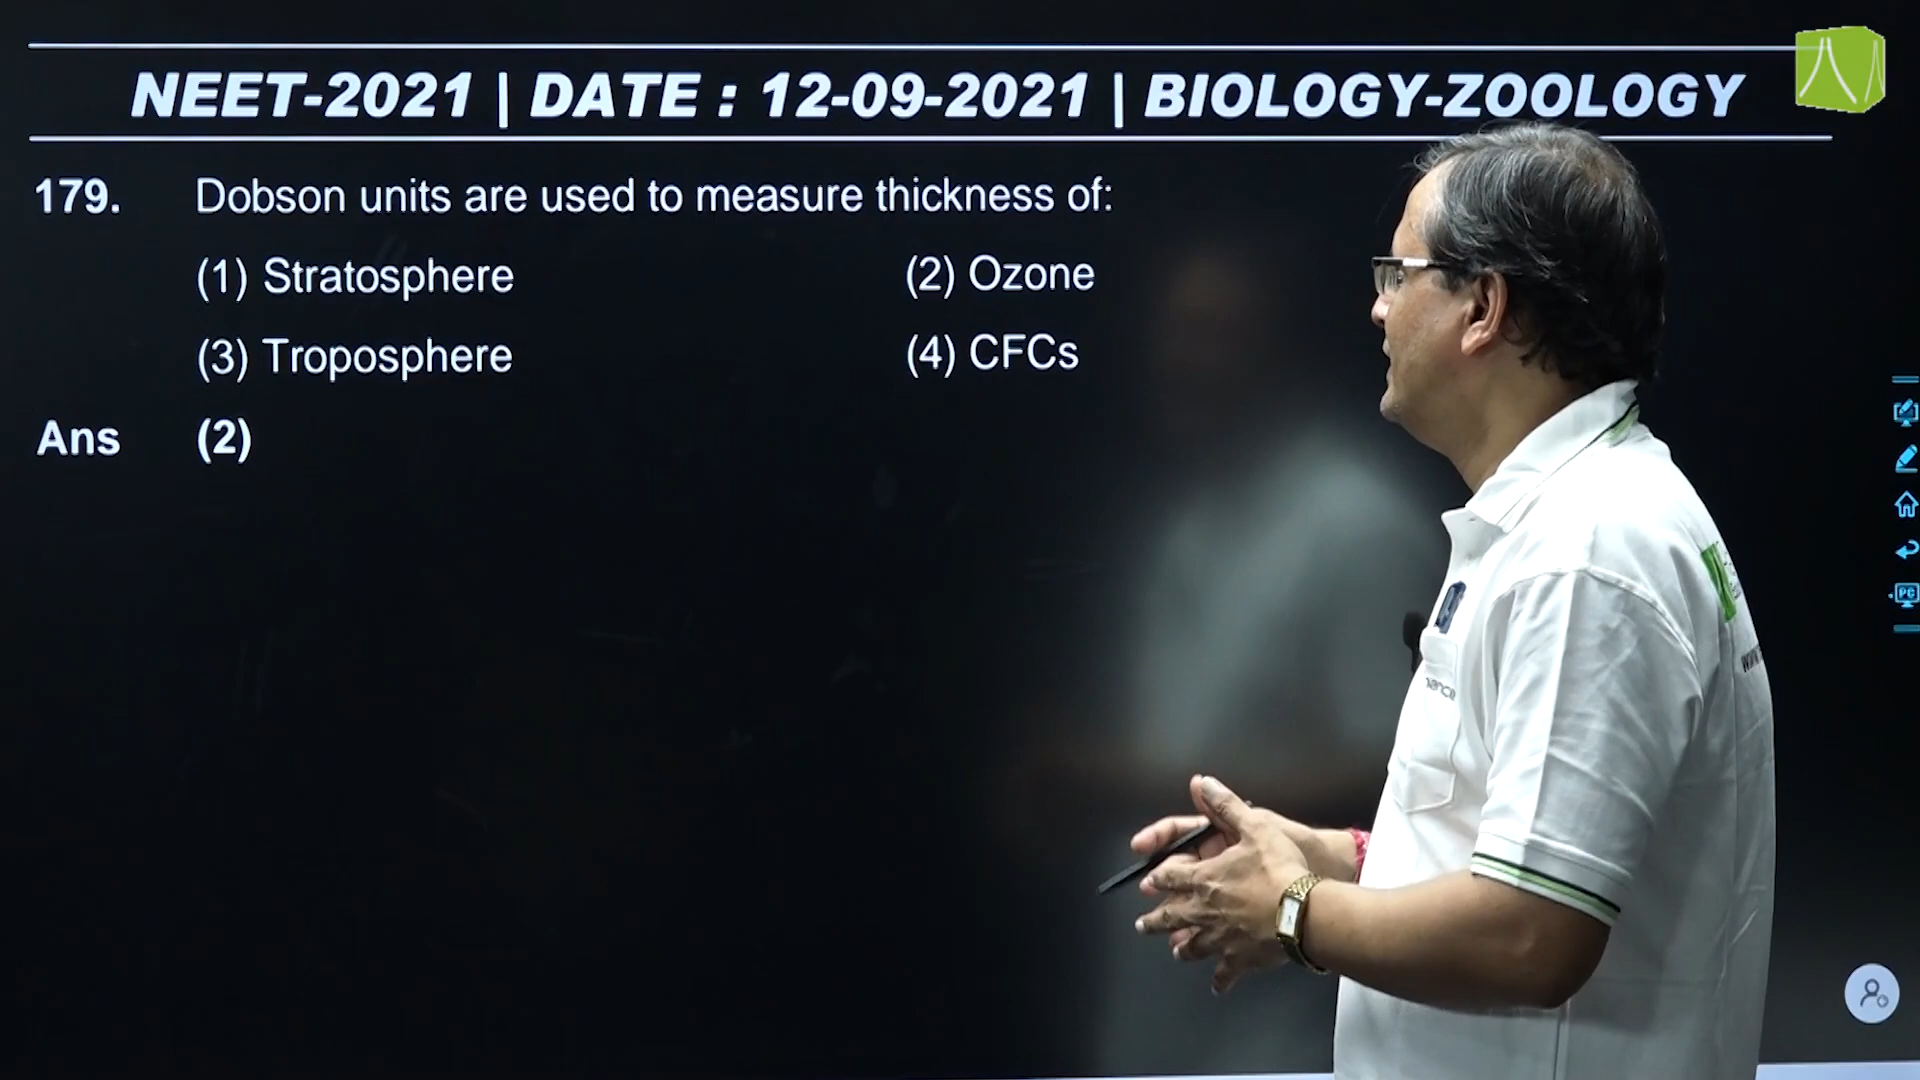 NEET-2021 | DATE : 12-09-2021 | BIOLOGY-ZOOLOGY
179. Dobson units are used to measure thickness of:
(1) Stratosphere (2) Ozone
(3) Troposphere (4) CFCs
Ans (2)
PC